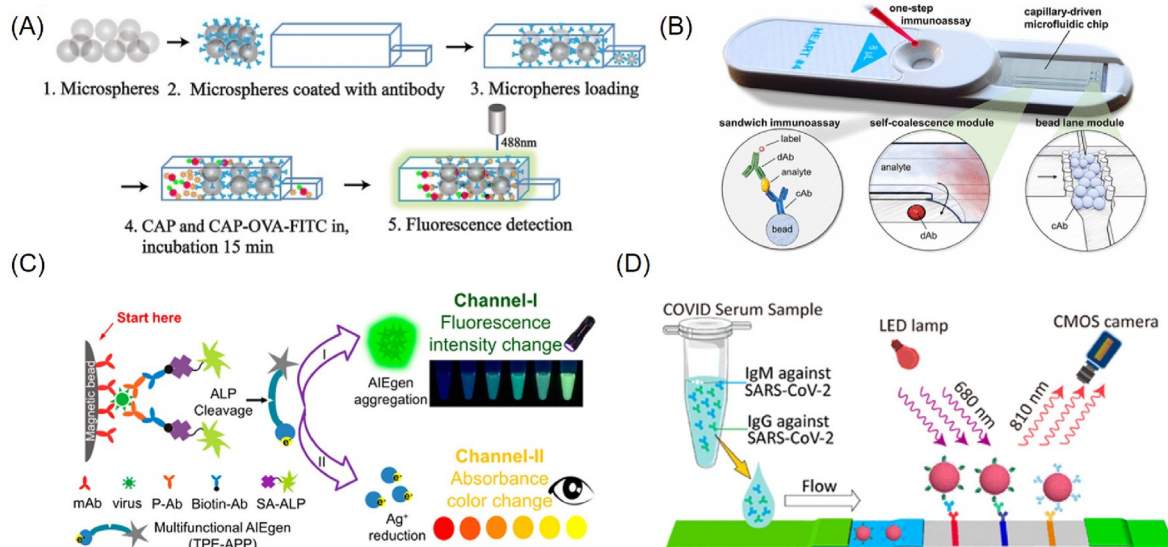 (A)
1. Microspheres
2. Microspheres coated with antibody
3. Micropheres loading
488nm
4. CAP and CAP-OVA-FITC in,
incubation 15 min
5. Fluorescence detection
(B)
one-step
immunoassay
capillary-driven
microfluidic chip
HEART #4
sandwich immunoassay
self-coalescence module
bead lane module
label
dAb
analyte
cAb
bead
analyte
dAb
cAb
(C)
Start here
Magnetic bead
ALP
Cleavage
e-
I
II
AIEgen
aggregation
Channel-I
Fluorescence
intensity change
e-
e-
e-
Ag+
reduction
Channel-II
Absorbance
color change
mAb
virus
P-Ab
Biotin-Ab
SA-ALP
e-
Multifunctional AIEgen
(TPE-APP)
(D)
COVID Serum Sample
IgM against
SARS-CoV-2
IgG against
SARS-CoV-2
Flow
LED lamp
680 nm
810 nm
CMOS camera